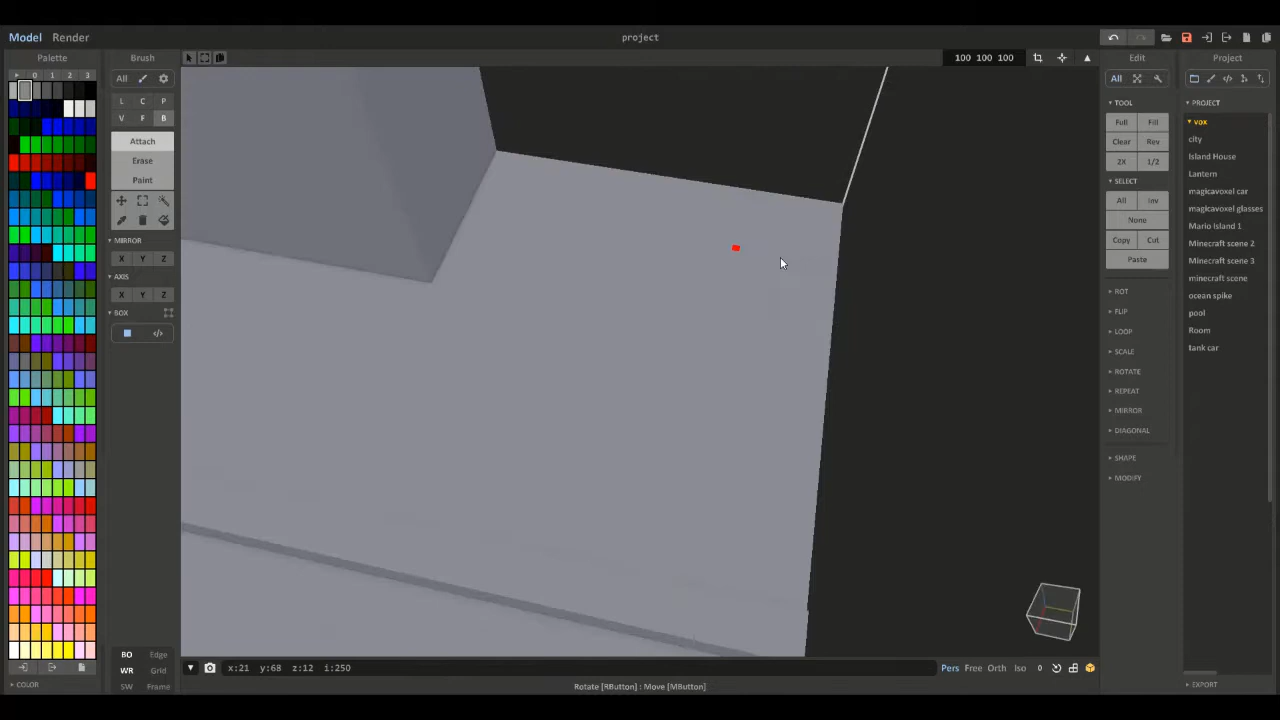 Model Render
project
100 100 100
Palette
Brush
Edit
Project
0 1 2 3
All
All
L C P
V F B
Attach
Erase
Paint
MIRROR
X Y Z
AXIS
X Y Z
BOX
TOOL
Full Fill
Clear Rev
2X 1/2
SELECT
All Inv
None
Copy Cut
Paste
ROT
FLIP
LOOP
SCALE
ROTATE
REPEAT
MIRROR
DIAGONAL
SHAPE
MODIFY
PROJECT
vox
city
Island House
Lantern
magicavoxel car
magicavoxel glasses
Mario Island 1
Minecraft scene 2
Minecraft scene 3
minecraft scene
ocean spike
pool
Room
tank car
BO Edge
WR Grid
SW Frame
COLOR
x:21 y:68 z:12 i:250
Pers Free Orth Iso 0
Rotate [RButton] : Move [MButton]
EXPORT